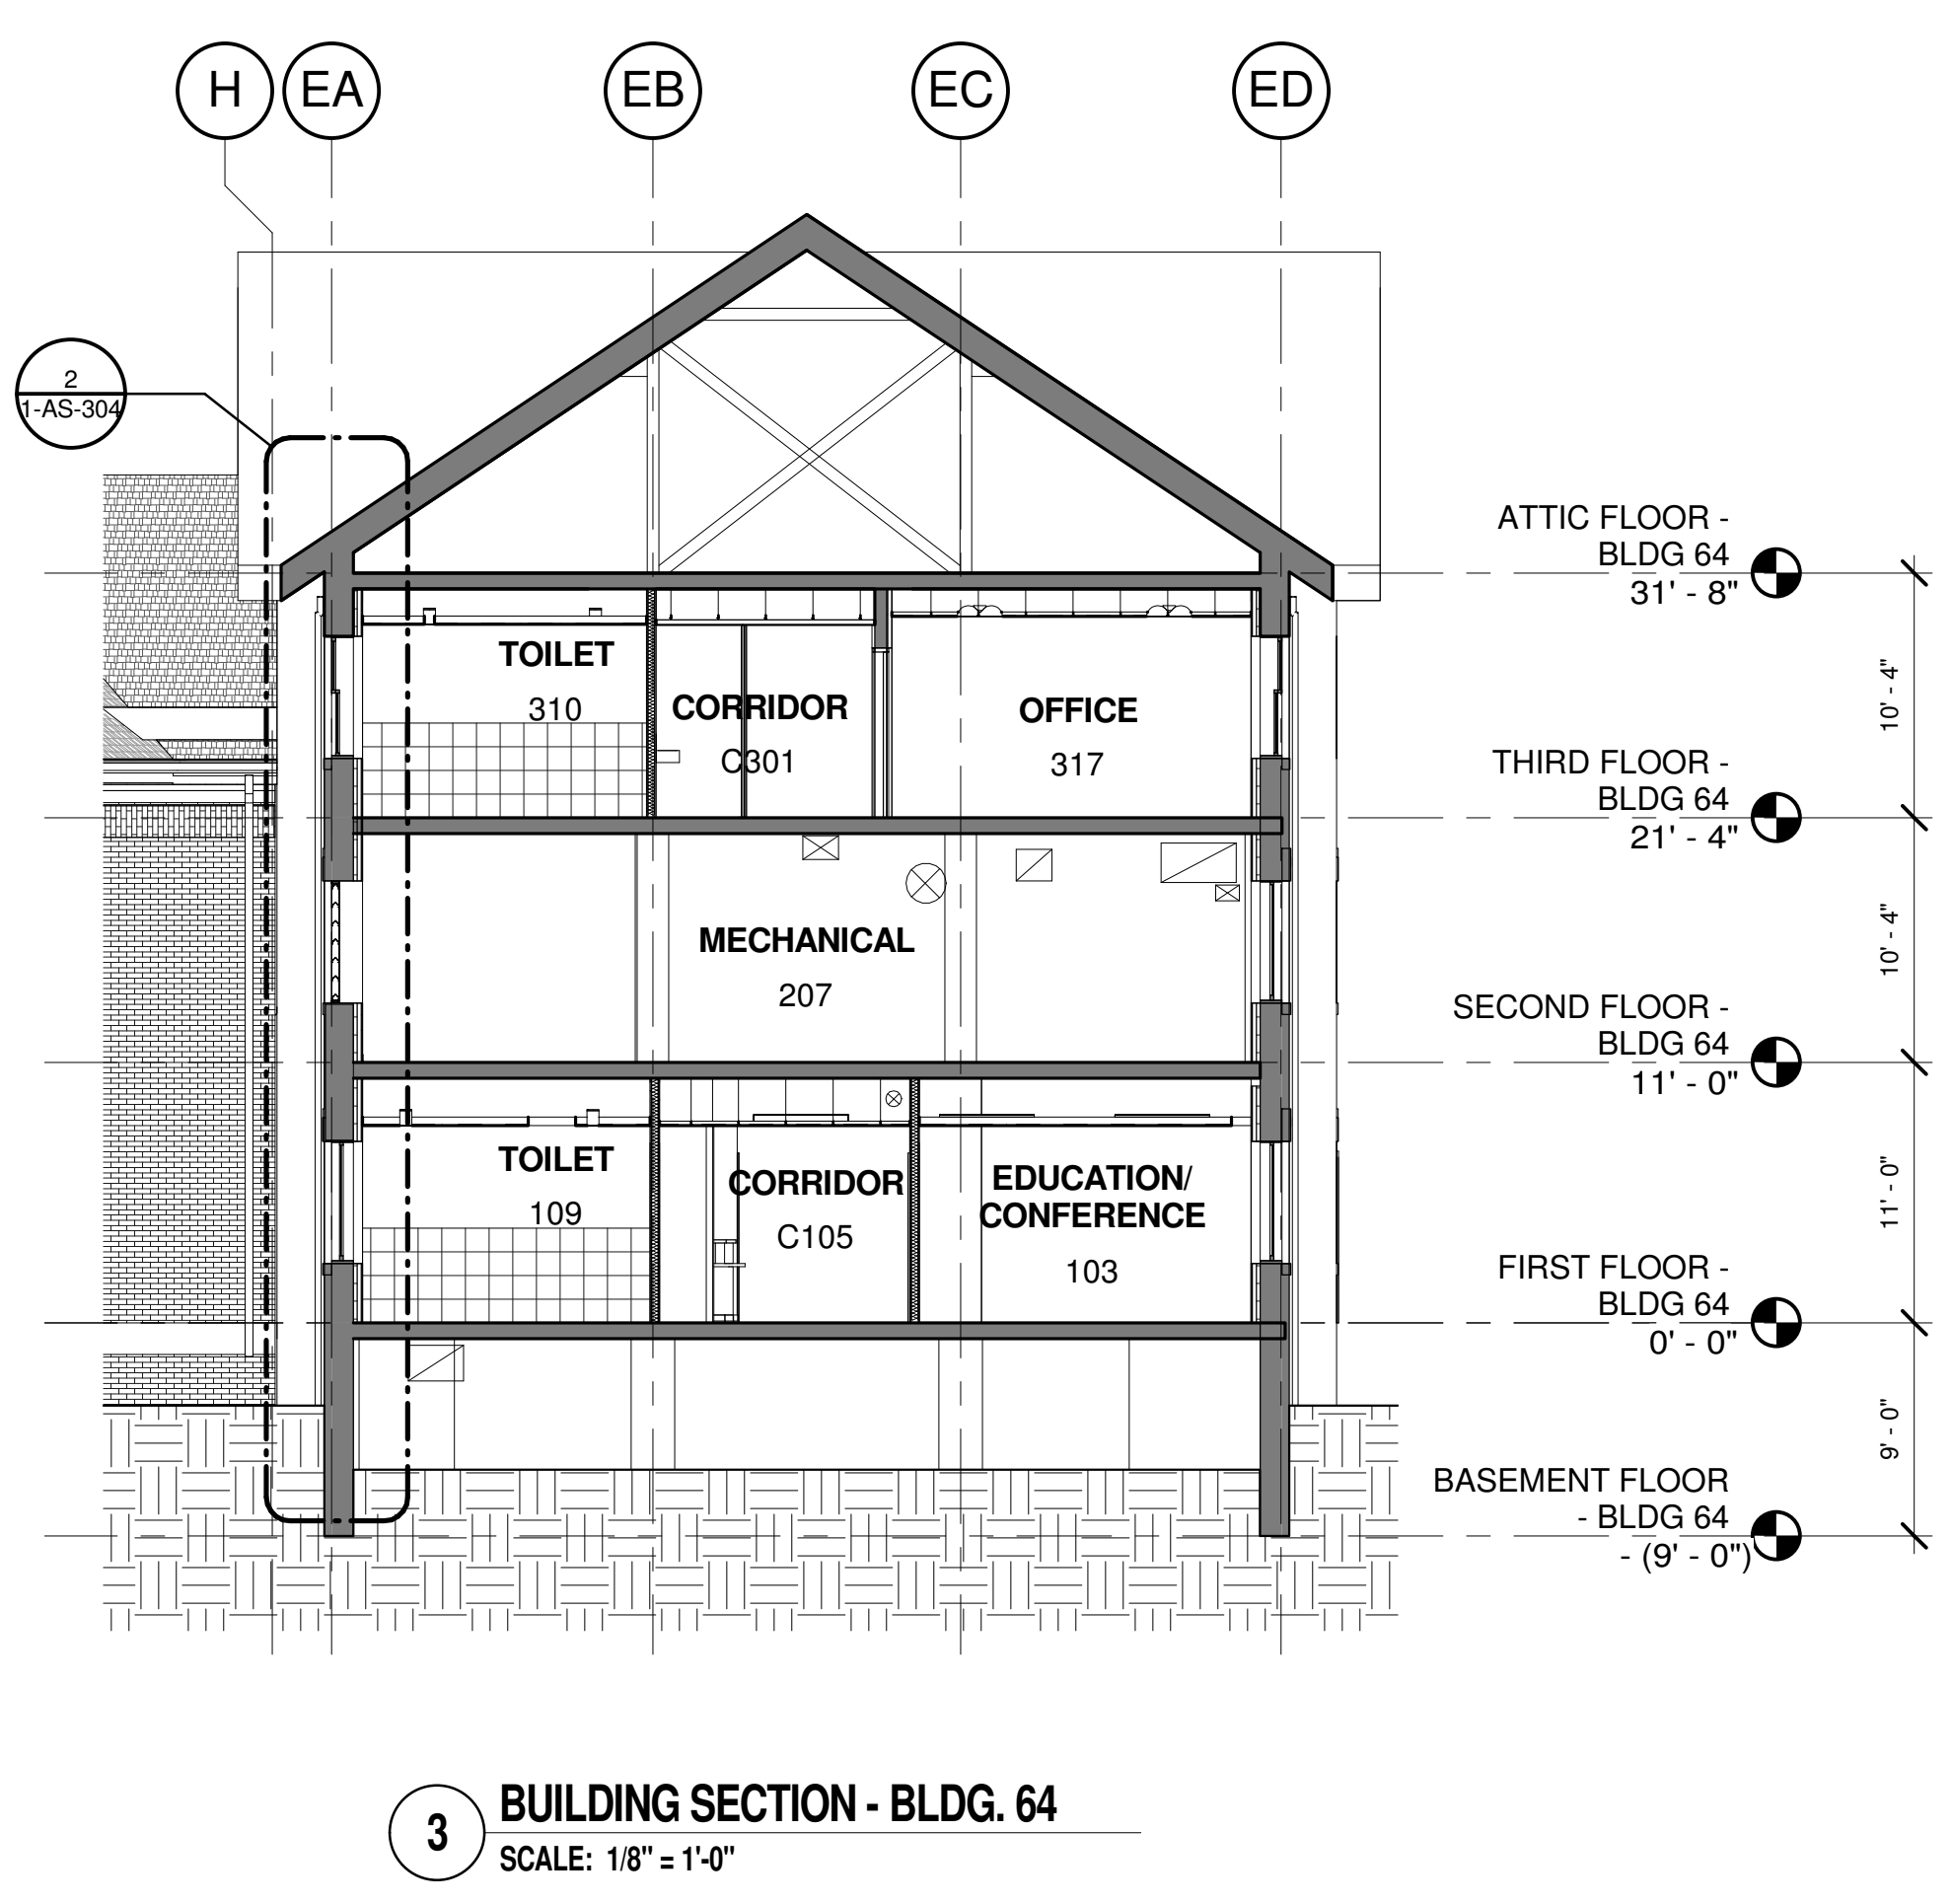 H
EA
EB
EC
ED
2
1-AS-304
ATTIC FLOOR -
BLDG 64
31' - 8"
TOILET
310
CORRIDOR
C301
OFFICE
317
10' - 4"
THIRD FLOOR -
BLDG 64
21' - 4"
MECHANICAL
207
10' - 4"
SECOND FLOOR -
BLDG 64
11' - 0"
TOILET
109
CORRIDOR
C105
EDUCATION/
CONFERENCE
103
11' - 0"
FIRST FLOOR -
BLDG 64
0' - 0"
9' - 0"
BASEMENT FLOOR
- BLDG 64
- (9' - 0")
3
BUILDING SECTION - BLDG. 64
SCALE: 1/8" = 1'-0"